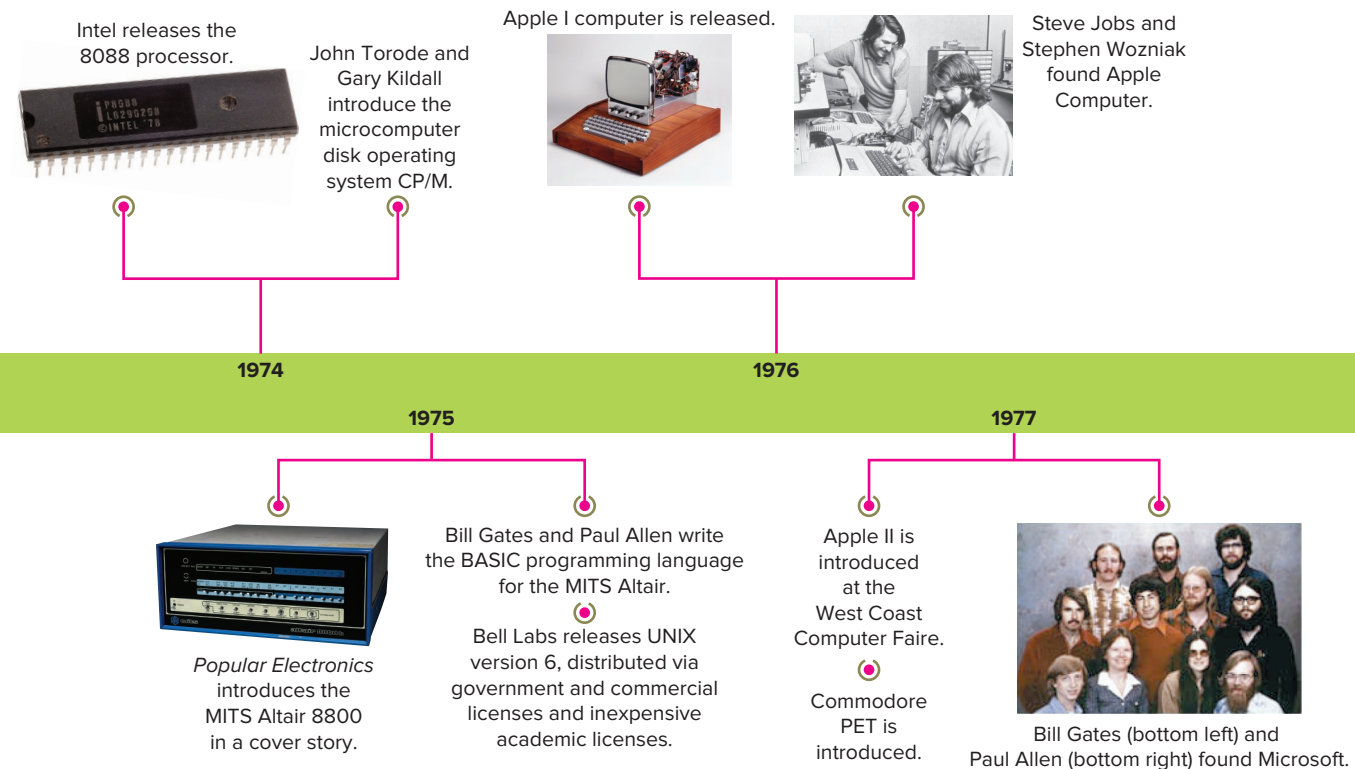 Intel releases the
8088 processor.
i P8088
L6290208
©INTEL '78
John Torode and
Gary Kildall
introduce the
microcomputer
disk operating
system CP/M.
Apple I computer is released.
Steve Jobs and
Stephen Wozniak
found Apple
Computer.
1974
1976
1975
1977
Popular Electronics
introduces the
MITS Altair 8800
in a cover story.
Bill Gates and Paul Allen write
the BASIC programming language
for the MITS Altair.
Bell Labs releases UNIX
version 6, distributed via
government and commercial
licenses and inexpensive
academic licenses.
Apple II is
introduced
at the
West Coast
Computer Faire.
Commodore
PET is
introduced.
Bill Gates (bottom left) and
Paul Allen (bottom right) found Microsoft.